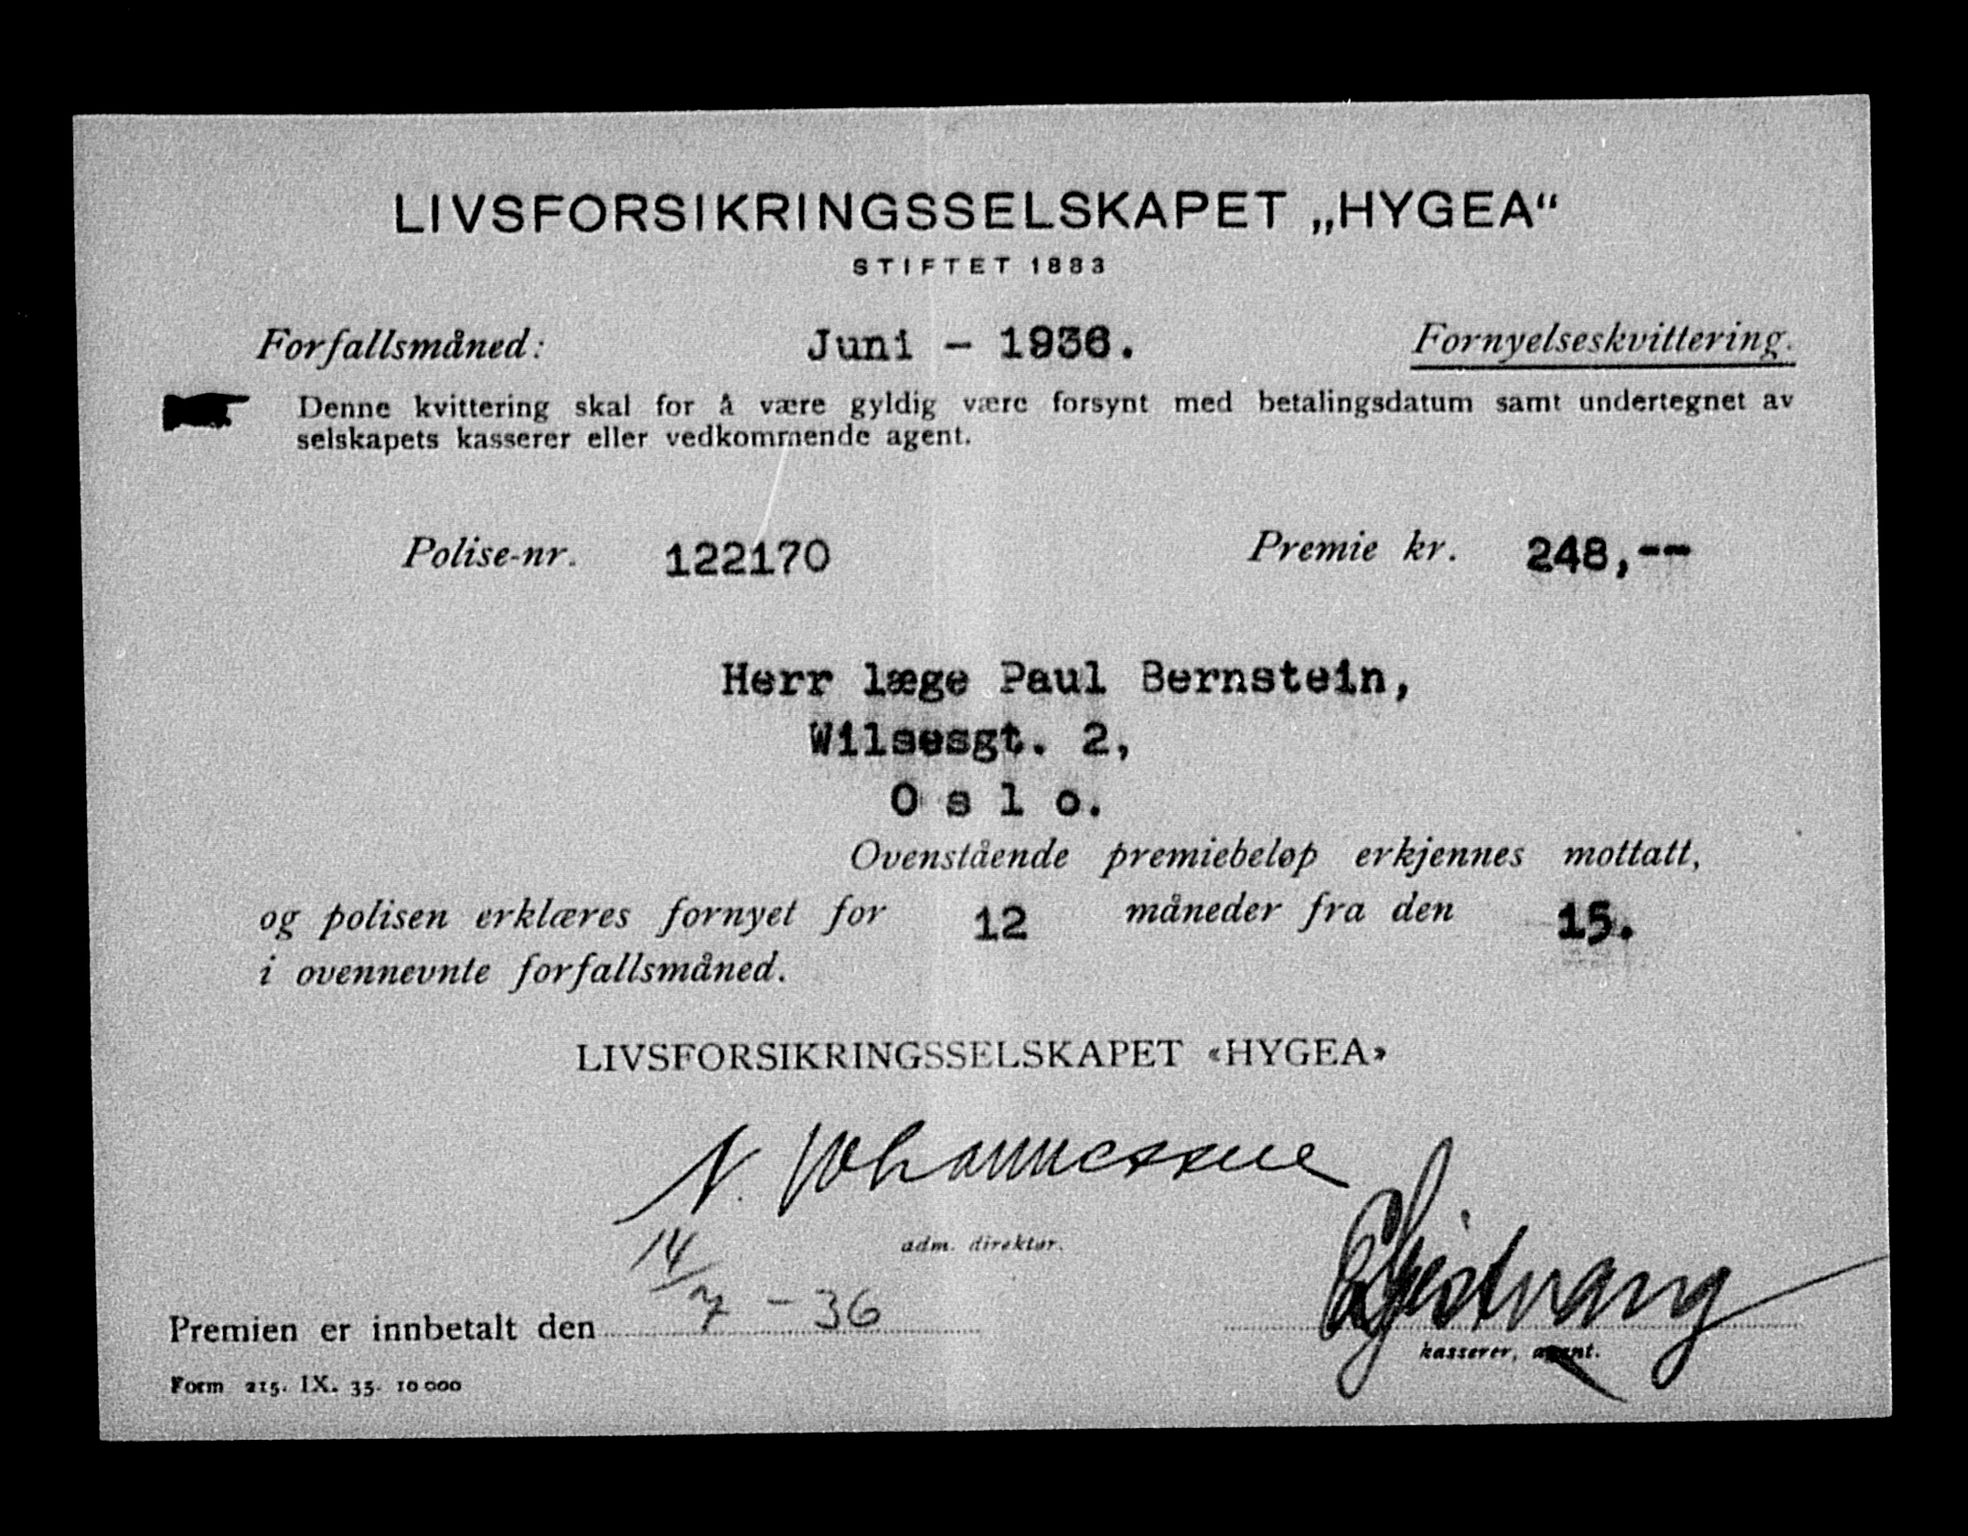 LIVSFORSIKRINGSSELSKAPET „HYGEA“
STIFTET 1883
Forfallsmåned: Juni - 1936. Fornyelseskvittering.
Denne kvittering skal for å være gyldig være forsynt med betalingsdatum samt undertegnet av
selskapets kasserer eller vedkommende agent.
Polise-nr. 122170 Premie kr. 248,--
Herr læge Paul Bernstein,
Wilsesgt. 2,
Oslo.
Ovenstående premiebeløp erkjennes mottatt,
og polisen erklæres fornyet for 12 måneder fra den 15.
i ovennevnte forfallsmåned.
LIVSFORSIKRINGSSELSKAPET «HYGEA»
N. Johannessen
adm. direktør.
Premien er innbetalt den 14/7 - 36
kasserer, agent.
Form 215. IX. 35. 10 000